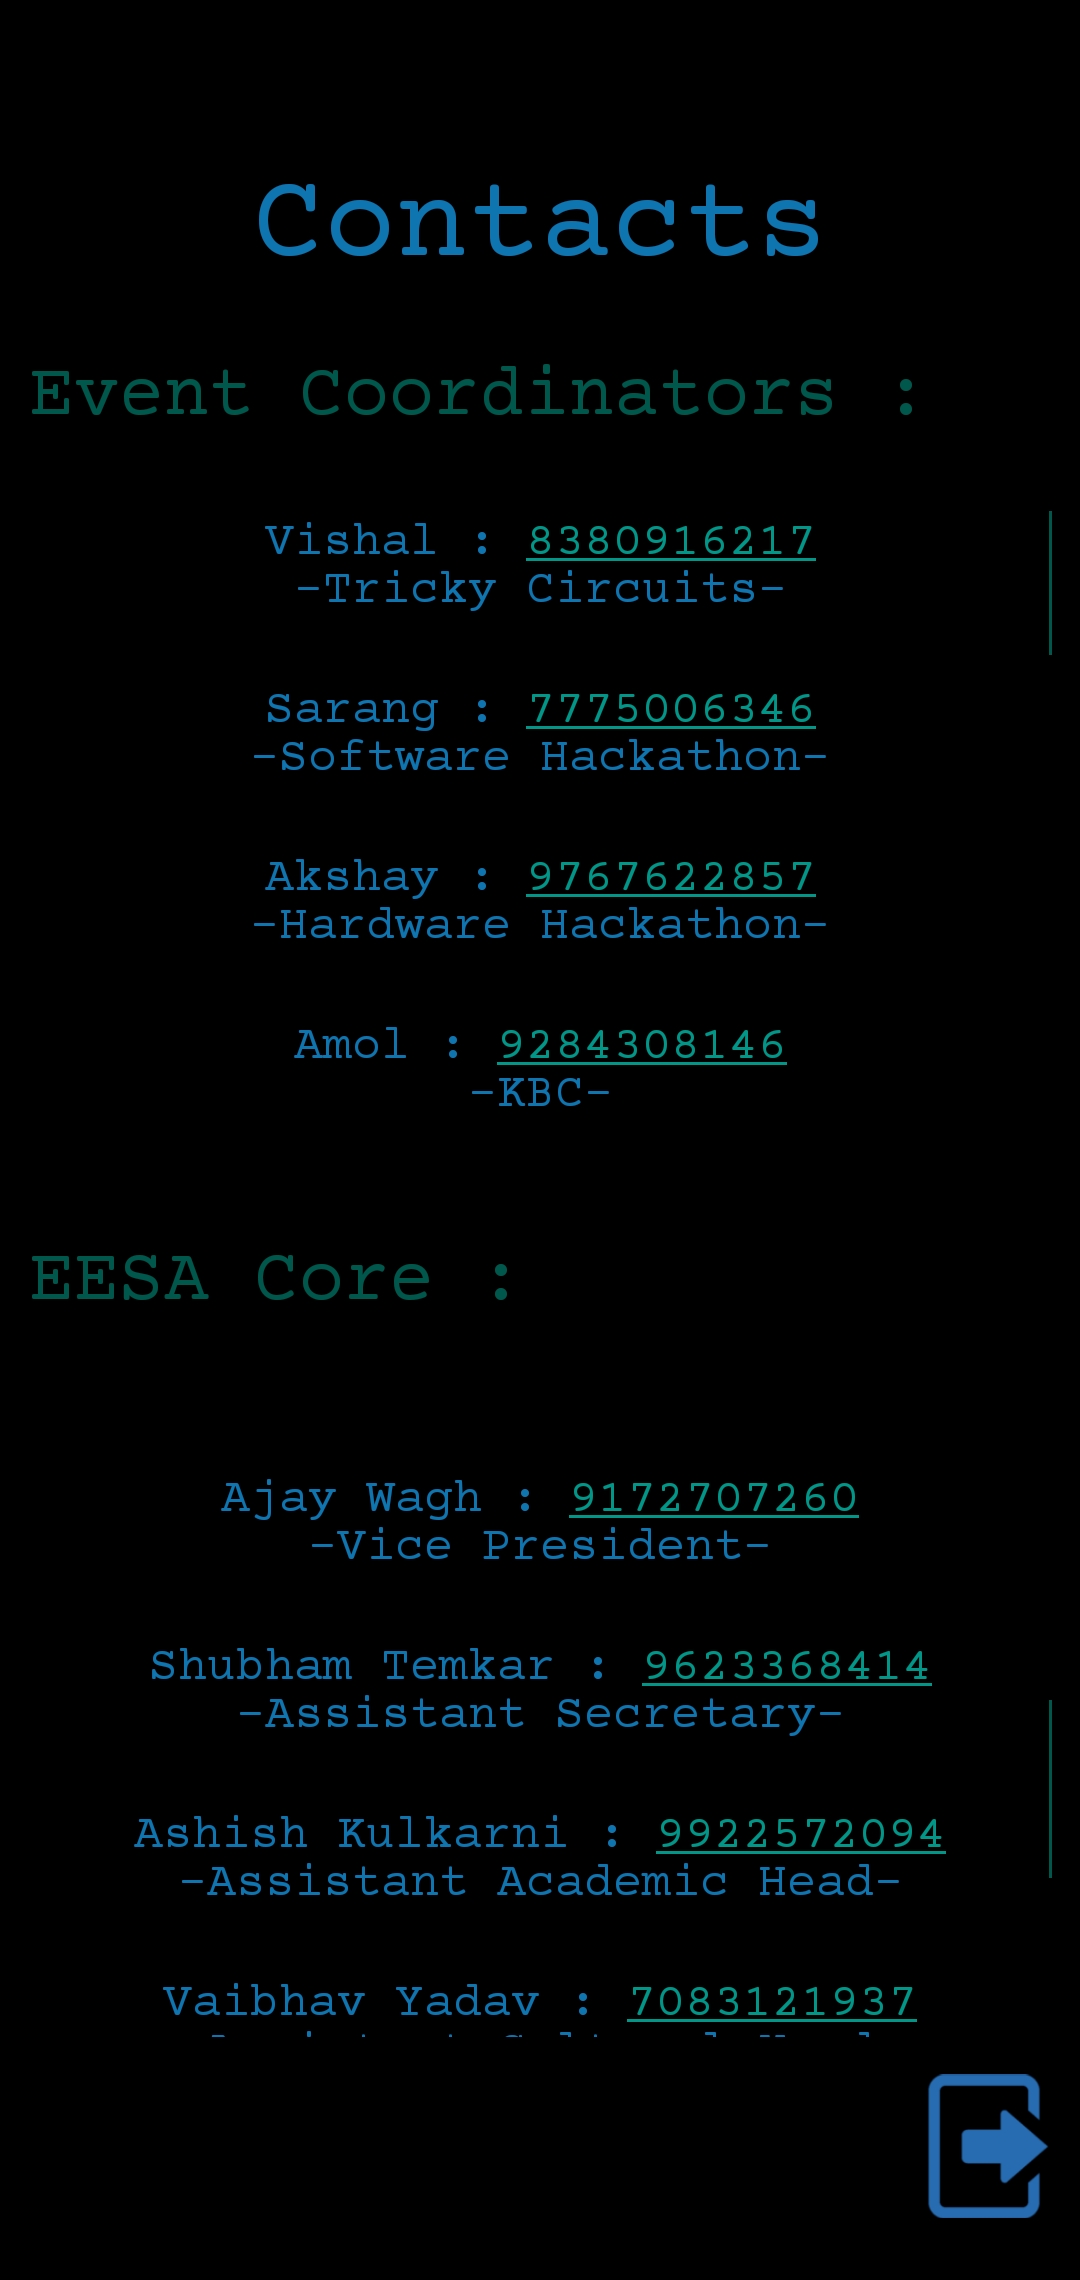 Contacts
Event Coordinators :
Vishal : 8380916217
-Tricky Circuits-
Sarang : 7775006346
-Software Hackathon-
Akshay : 9767622857
-Hardware Hackathon-
Amol : 9284308146
-KBC-
EESA Core :
Ajay Wagh : 9172707260
-Vice President-
Shubham Temkar : 9623368414
-Assistant Secretary-
Ashish Kulkarni : 9922572094
-Assistant Academic Head-
Vaibhav Yadav : 7083121937